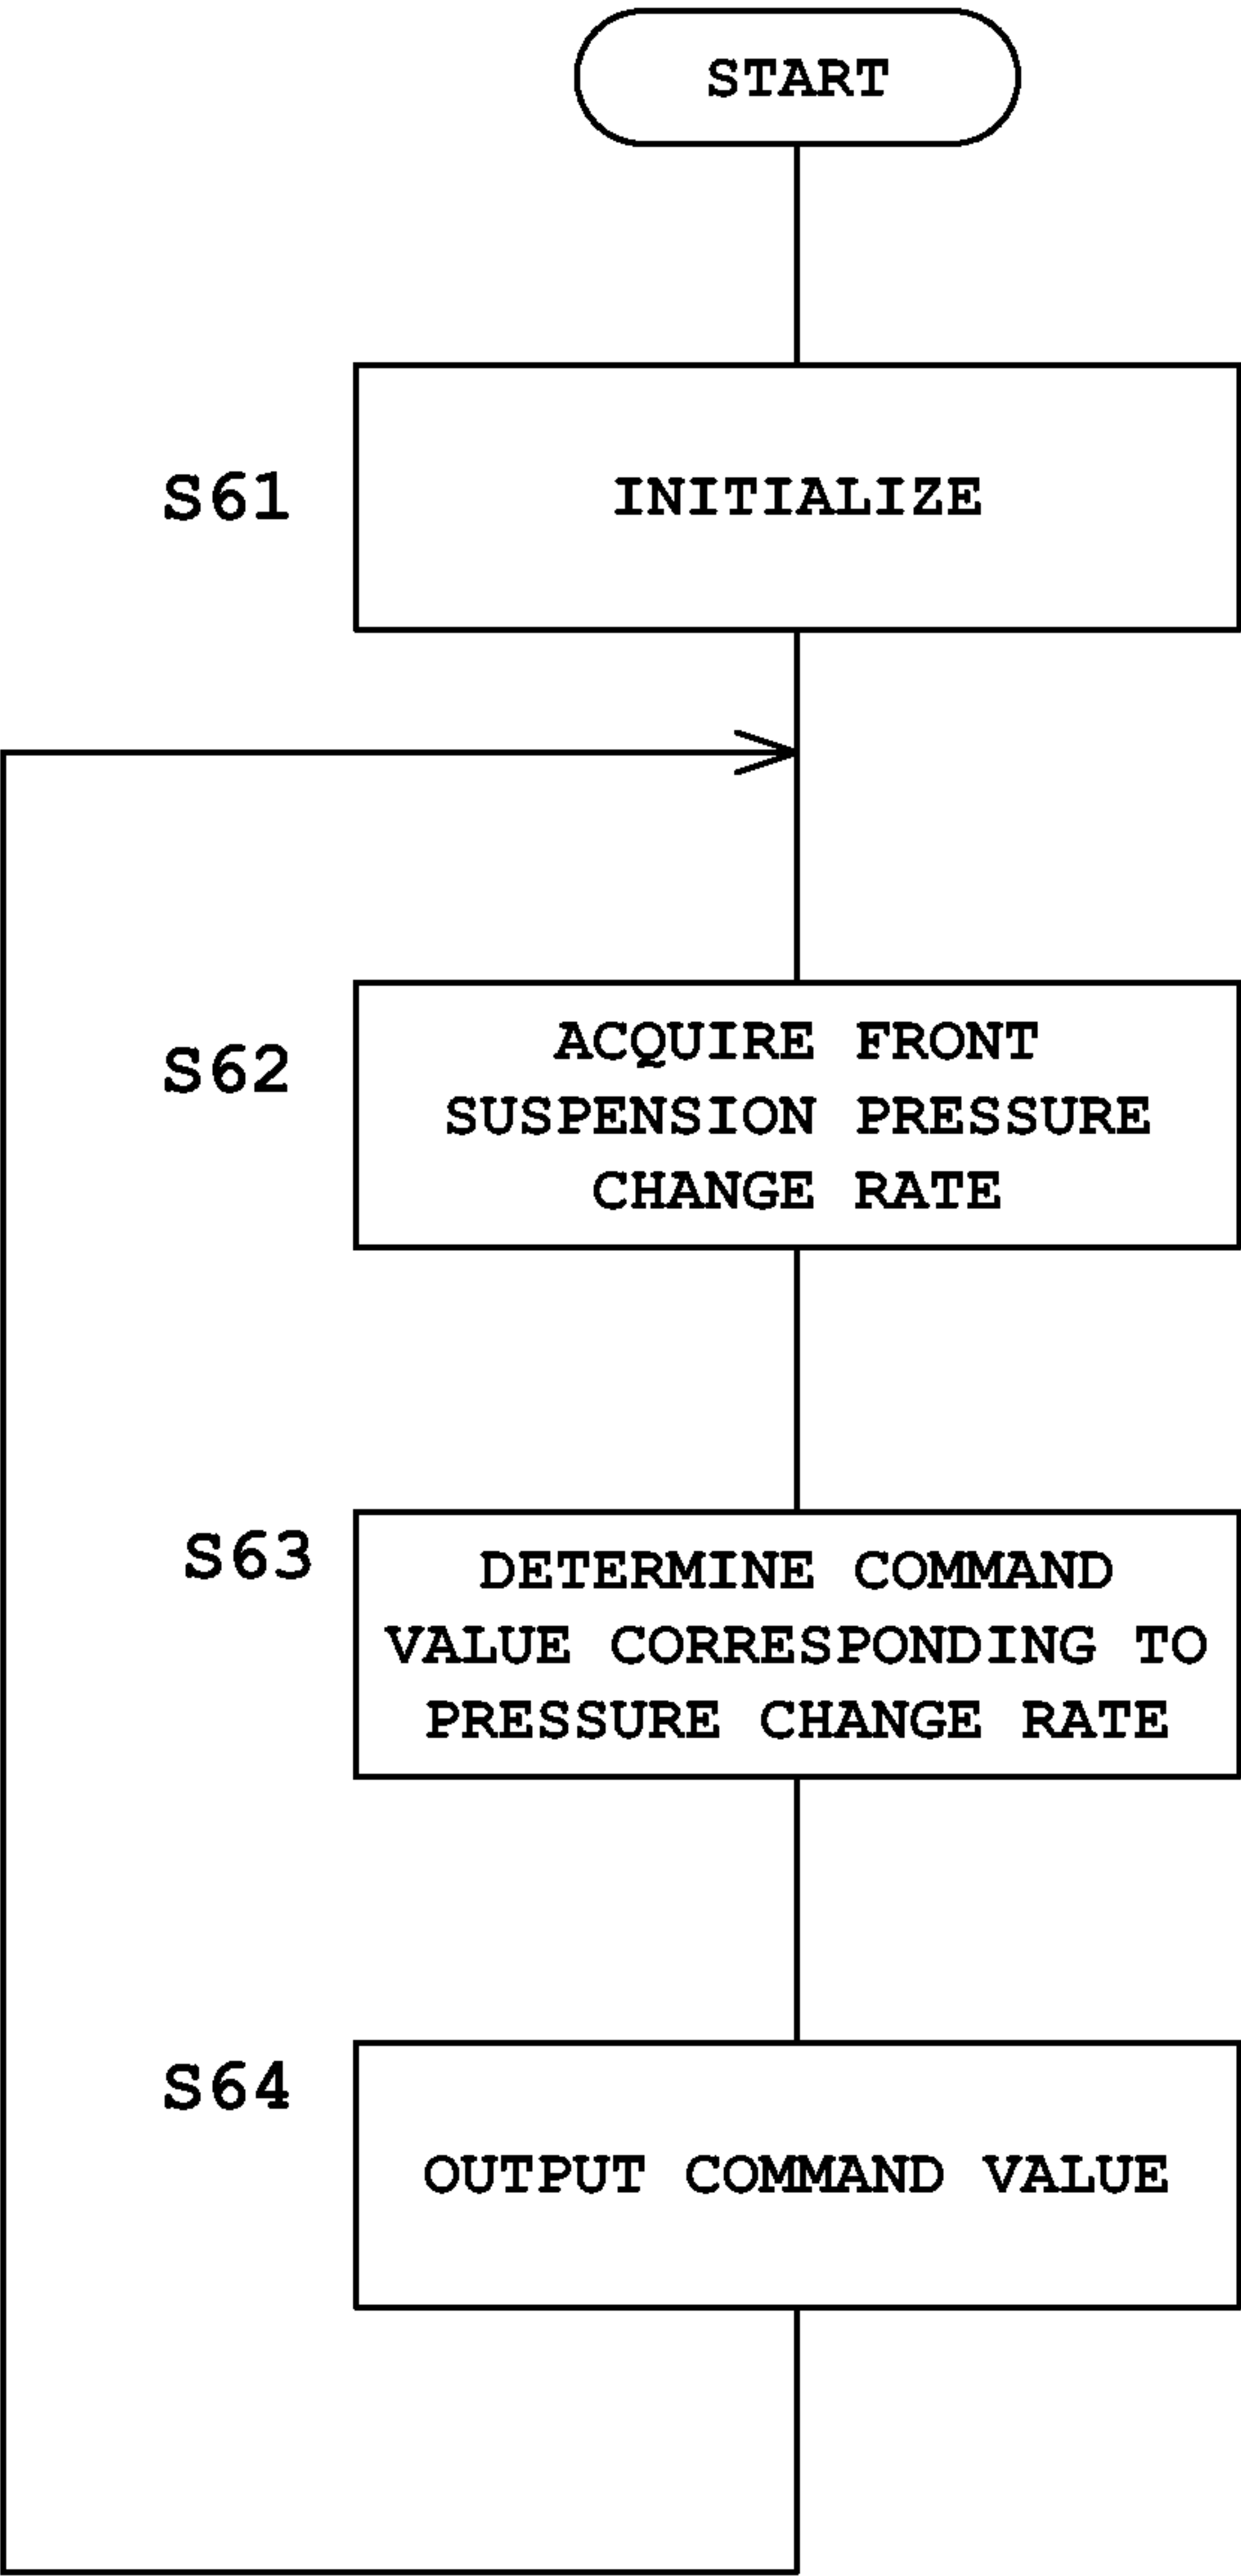 START
S61
INITIALIZE
S62
ACQUIRE FRONT
SUSPENSION PRESSURE
CHANGE RATE
S63
DETERMINE COMMAND
VALUE CORRESPONDING TO
PRESSURE CHANGE RATE
S64
OUTPUT COMMAND VALUE